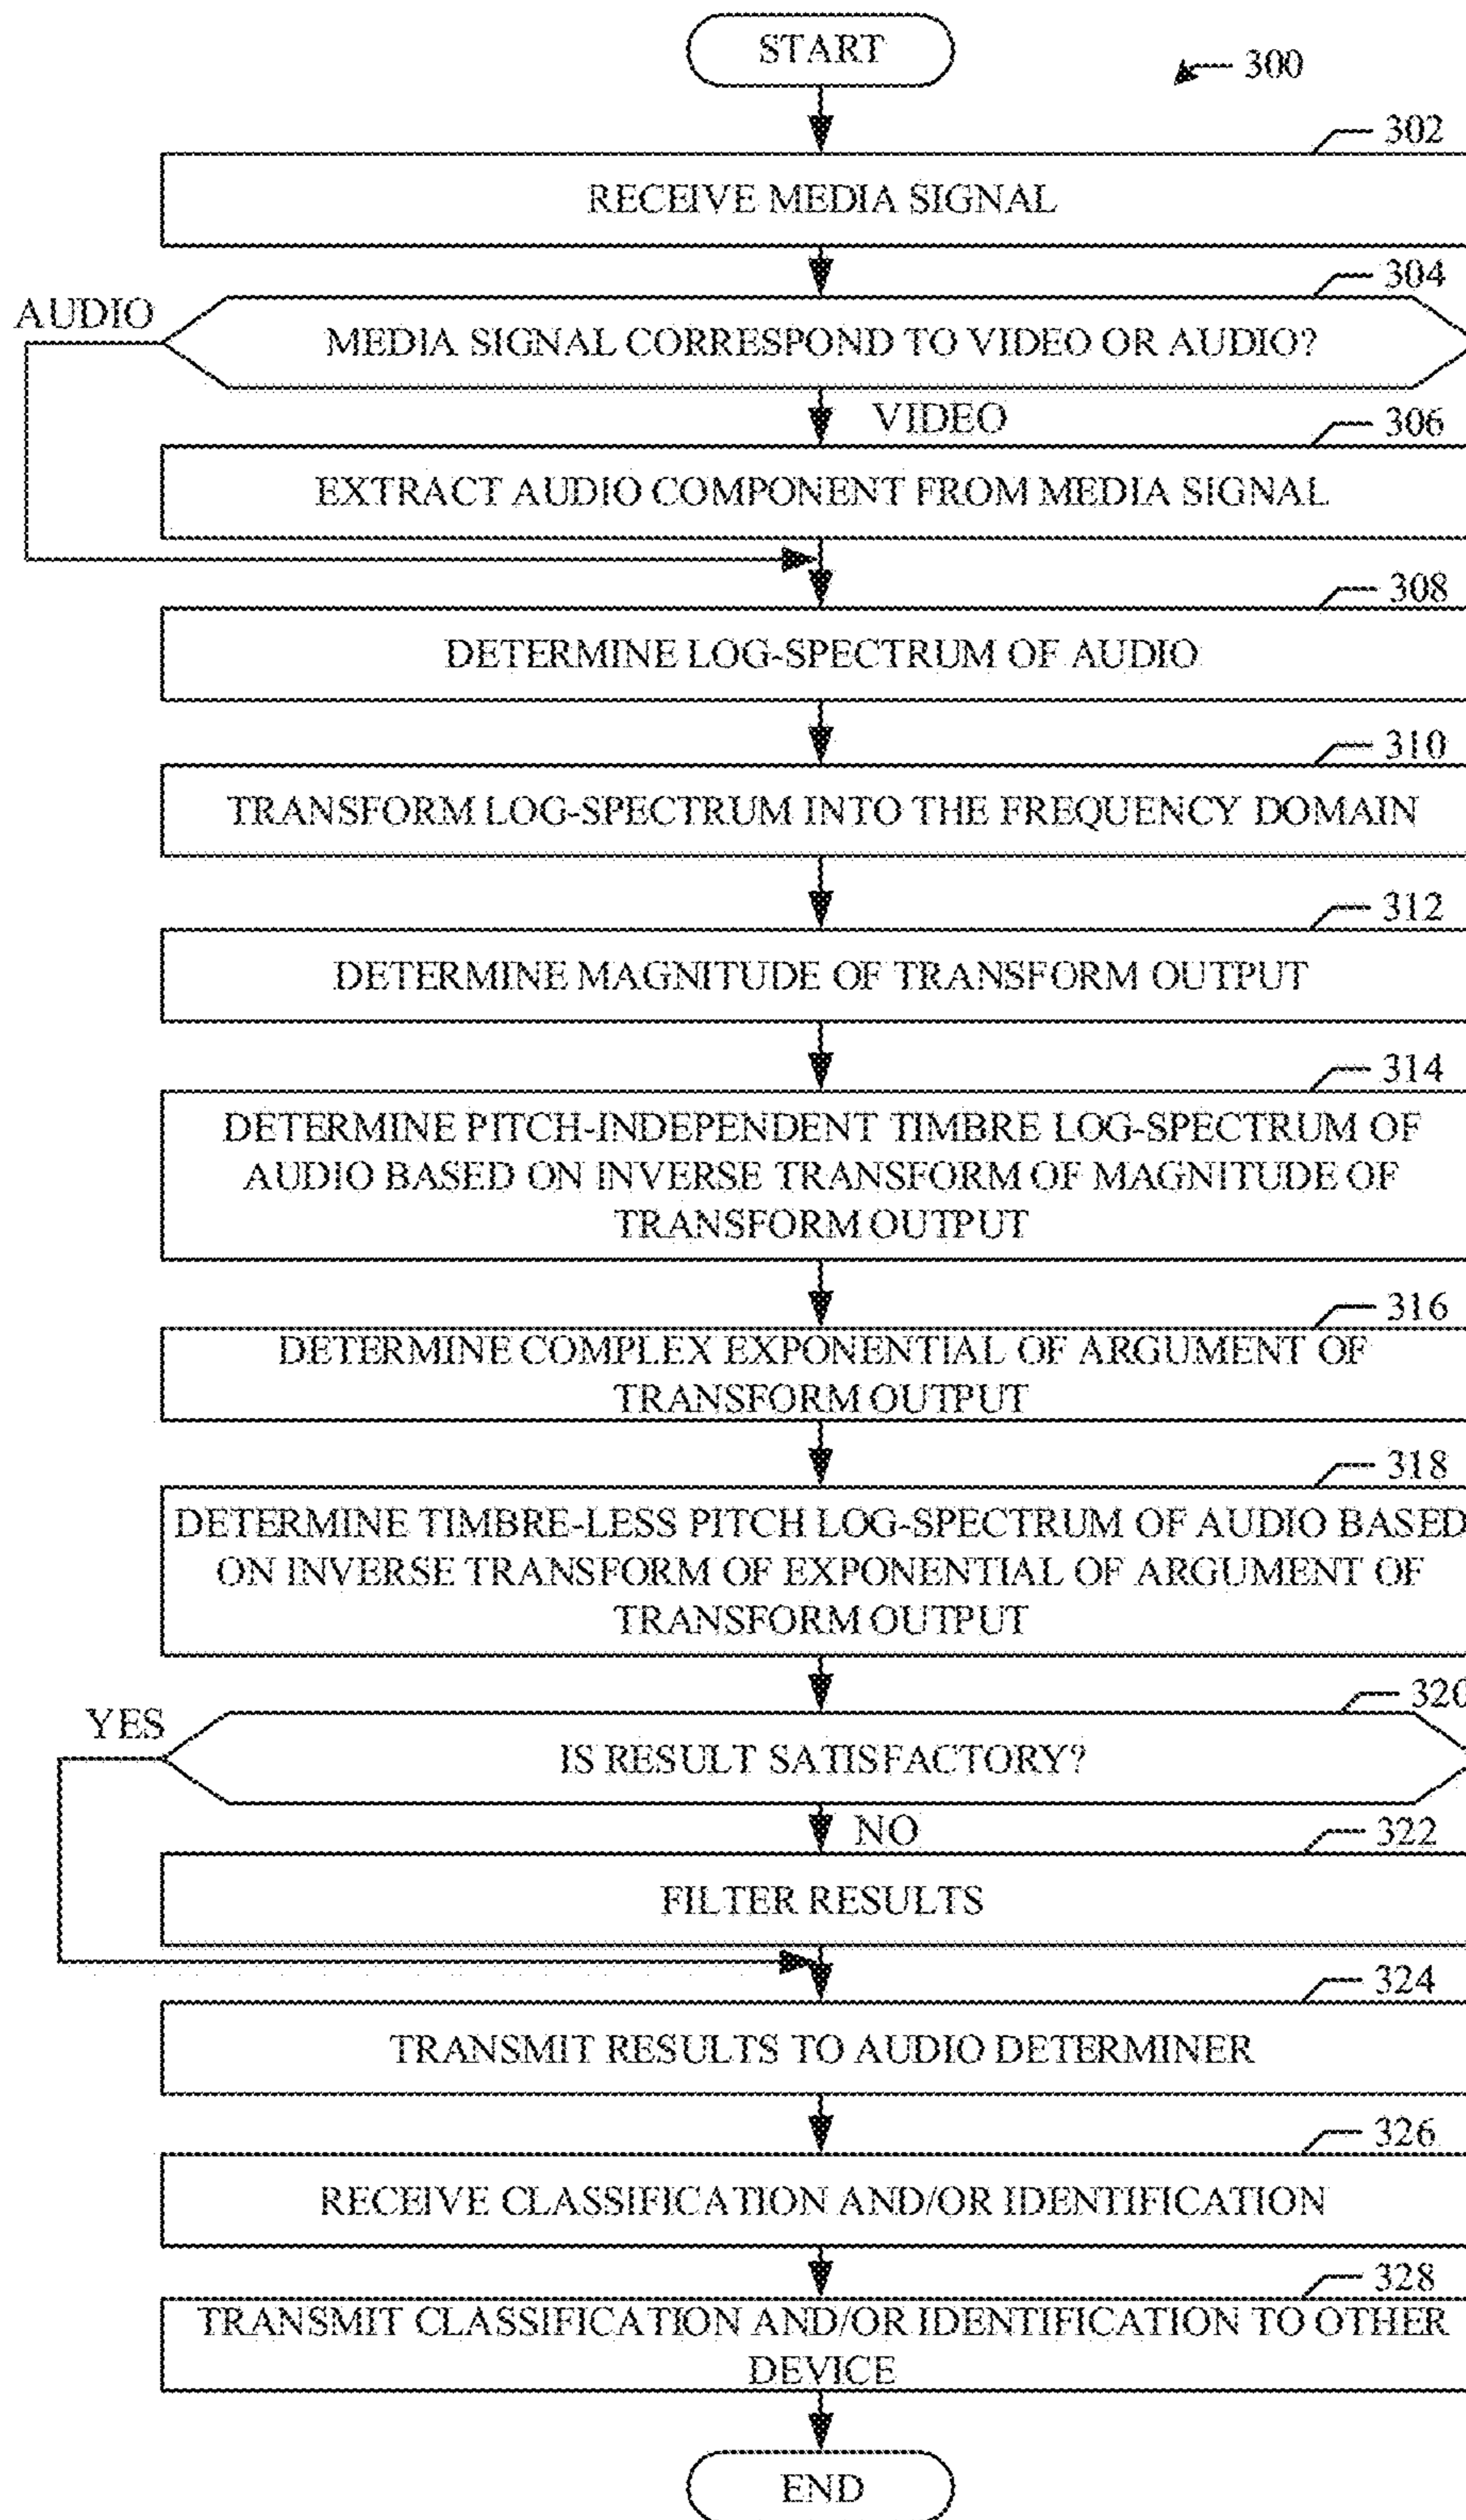 START
300
302
RECEIVE MEDIA SIGNAL
304
AUDIO
MEDIA SIGNAL CORRESPOND TO VIDEO OR AUDIO?
VIDEO
306
EXTRACT AUDIO COMPONENT FROM MEDIA SIGNAL
308
DETERMINE LOG-SPECTRUM OF AUDIO
310
TRANSFORM LOG-SPECTRUM INTO THE FREQUENCY DOMAIN
312
DETERMINE MAGNITUDE OF TRANSFORM OUTPUT
314
DETERMINE PITCH-INDEPENDENT TIMBRE LOG-SPECTRUM OF
AUDIO BASED ON INVERSE TRANSFORM OF MAGNITUDE OF
TRANSFORM OUTPUT
316
DETERMINE COMPLEX EXPONENTIAL OF ARGUMENT OF
TRANSFORM OUTPUT
318
DETERMINE TIMBRE-LESS PITCH LOG-SPECTRUM OF AUDIO BASED
ON INVERSE TRANSFORM OF EXPONENTIAL OF ARGUMENT OF
TRANSFORM OUTPUT
320
YES
IS RESULT SATISFACTORY?
NO
322
FILTER RESULTS
324
TRANSMIT RESULTS TO AUDIO DETERMINER
326
RECEIVE CLASSIFICATION AND/OR IDENTIFICATION
328
TRANSMIT CLASSIFICATION AND/OR IDENTIFICATION TO OTHER
DEVICE
END